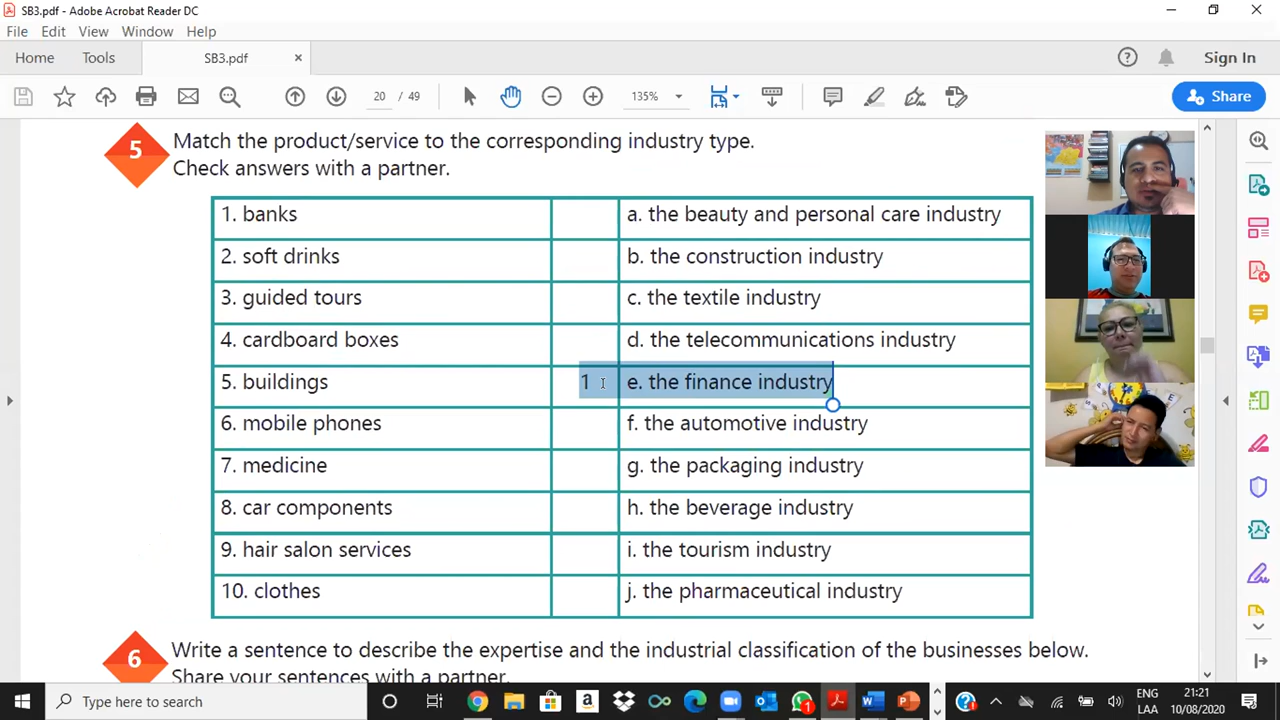 SB3.pdf - Adobe Acrobat Reader DC
File Edit View Window Help
Home Tools SB3.pdf × Sign In
20 / 49 135% Share
5 Match the product/service to the corresponding industry type.
Check answers with a partner.
1. banks a. the beauty and personal care industry
2. soft drinks b. the construction industry
3. guided tours c. the textile industry
4. cardboard boxes d. the telecommunications industry
5. buildings 1 e. the finance industry
6. mobile phones f. the automotive industry
7. medicine g. the packaging industry
8. car components h. the beverage industry
9. hair salon services i. the tourism industry
10. clothes j. the pharmaceutical industry
6 Write a sentence to describe the expertise and the industrial classification of the businesses below.
Share your sentences with a partner.
Type here to search ENG 21:21
LAA 10/08/2020